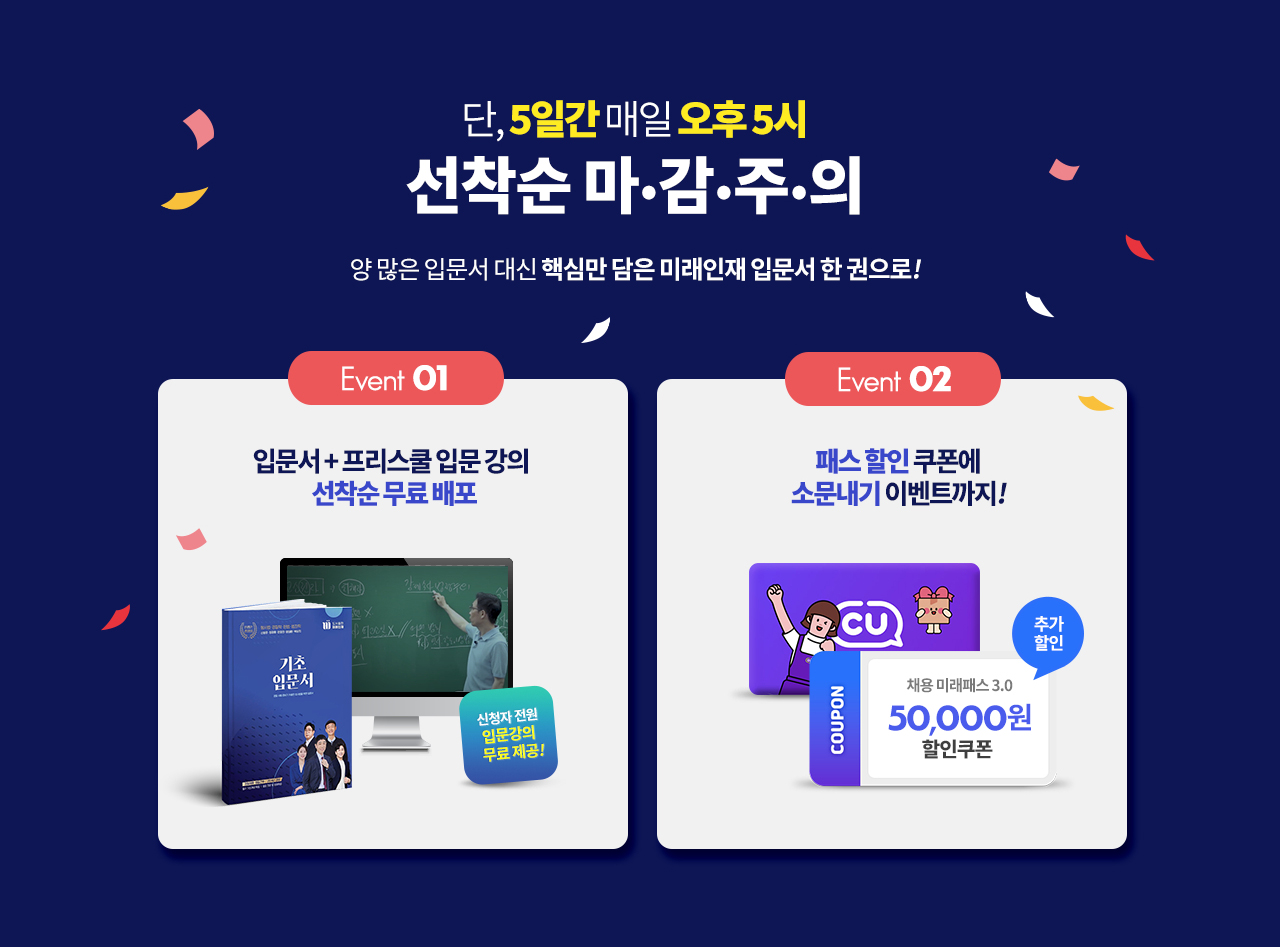 단, 5일간 매일 오후 5시
선착순 마·감·주·의
양 많은 입문서 대신 핵심만 담은 미래인재 입문서 한 권으로!
Event 01
입문서 + 프리스쿨 입문 강의
선착순 무료 배포
기초
입문서
신청자 전원
입문강의
무료 제공!
Event 02
패스 할인 쿠폰에
소문내기 이벤트까지!
CU
추가
할인
COUPON
채용 미래패스 3.0
50,000원
할인쿠폰